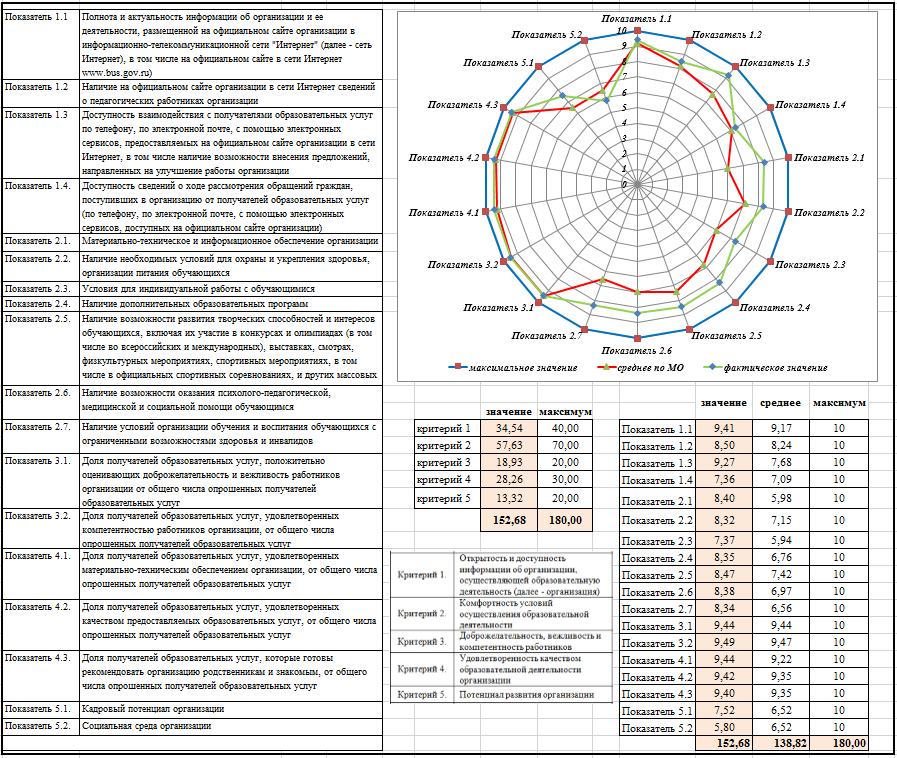 Показатель 1.1 Полнота и актуальность информации об организации и ее
деятельности, размещенной на официальном сайте организации в
информационно-телекоммуникационной сети "Интернет" (далее - сеть
Интернет), в том числе на официальном сайте в сети Интернет
www.bus.gov.ru)
Показатель 1.2 Наличие на официальном сайте организации в сети Интернет сведений
о педагогических работниках организации
Показатель 1.3 Доступность взаимодействия с получателями образовательных услуг
по телефону, по электронной почте, с помощью электронных
сервисов, предоставляемых на официальном сайте организации в сети
Интернет, в том числе наличие возможности внесения предложений,
направленных на улучшение работы организации
Показатель 1.4. Доступность сведений о ходе рассмотрения обращений граждан,
поступивших в организацию от получателей образовательных услуг
(по телефону, по электронной почте, с помощью электронных
сервисов, доступных на официальном сайте организации)
Показатель 2.1. Материально-техническое и информационное обеспечение организации
Показатель 2.2. Наличие необходимых условий для охраны и укрепления здоровья,
организации питания обучающихся
Показатель 2.3. Условия для индивидуальной работы с обучающимися
Показатель 2.4. Наличие дополнительных образовательных программ
Показатель 2.5. Наличие возможности развития творческих способностей и интересов
обучающихся, включая их участие в конкурсах и олимпиадах (в том
числе во всероссийских и международных), выставках, смотрах,
физкультурных мероприятиях, спортивных мероприятиях, в том
числе в официальных спортивных соревнованиях, и других массовых
Показатель 2.6. Наличие возможности оказания психолого-педагогической,
медицинской и социальной помощи обучающимся
Показатель 2.7. Наличие условий организации обучения и воспитания обучающихся с
ограниченными возможностями здоровья и инвалидов
Показатель 3.1. Доля получателей образовательных услуг, положительно
оценивающих доброжелательность и вежливость работников
организации от общего числа опрошенных получателей
образовательных услуг
Показатель 3.2. Доля получателей образовательных услуг, удовлетворенных
компетентностью работников организации, от общего числа
опрошенных получателей образовательных услуг
Показатель 4.1. Доля получателей образовательных услуг, удовлетворенных
материально-техническим обеспечением организации, от общего числа
опрошенных получателей образовательных услуг
Показатель 4.2. Доля получателей образовательных услуг, удовлетворенных
качеством предоставляемых образовательных услуг, от общего числа
опрошенных получателей образовательных услуг
Показатель 4.3. Доля получателей образовательных услуг, которые готовы
рекомендовать организацию родственникам и знакомым, от общего
числа опрошенных получателей образовательных услуг
Показатель 5.1. Кадровый потенциал организации
Показатель 5.2. Социальная среда организации
Показатель 1.1
Показатель 1.2
Показатель 1.3
Показатель 1.4
Показатель 2.1
Показатель 2.2
Показатель 2.3
Показатель 2.4
Показатель 2.5
Показатель 2.6
Показатель 2.7
Показатель 3.1
Показатель 3.2
Показатель 4.1
Показатель 4.2
Показатель 4.3
Показатель 5.1
Показатель 5.2
10
9
8
7
6
5
4
3
2
1
0
максимальное значение среднее по МО фактическое значение
значение максимум
критерий 1 34,54 40,00
критерий 2 57,63 70,00
критерий 3 18,93 20,00
критерий 4 28,26 30,00
критерий 5 13,32 20,00
152,68 180,00
Критерий 1. Открытость и доступность
информации об организации,
осуществляющей образовательную
деятельность (далее - организация)
Критерий 2. Комфортность условий
осуществления образовательной
деятельности
Критерий 3. Доброжелательность, вежливость и
компетентность работников
Критерий 4. Удовлетворенность качеством
образовательной деятельности
организации
Критерий 5. Потенциал развития организации
значение среднее максимум
Показатель 1.1 9,41 9,17 10
Показатель 1.2 8,50 8,24 10
Показатель 1.3 9,27 7,68 10
Показатель 1.4 7,36 7,09 10
Показатель 2.1 8,40 5,98 10
Показатель 2.2 8,32 7,15 10
Показатель 2.3 7,37 5,94 10
Показатель 2.4 8,35 6,76 10
Показатель 2.5 8,47 7,42 10
Показатель 2.6 8,38 6,97 10
Показатель 2.7 8,34 6,56 10
Показатель 3.1 9,44 9,44 10
Показатель 3.2 9,49 9,47 10
Показатель 4.1 9,44 9,22 10
Показатель 4.2 9,42 9,35 10
Показатель 4.3 9,40 9,35 10
Показатель 5.1 7,52 6,52 10
Показатель 5.2 5,80 6,52 10
152,68 138,82 180,00